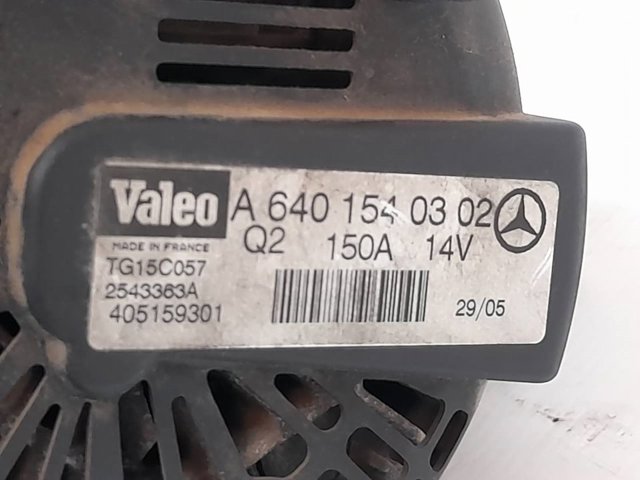 Valeo A 640 154 03 02
MADE IN FRANCE Q2 150A 14V
TG15C057
2543363A
405159301 29/05